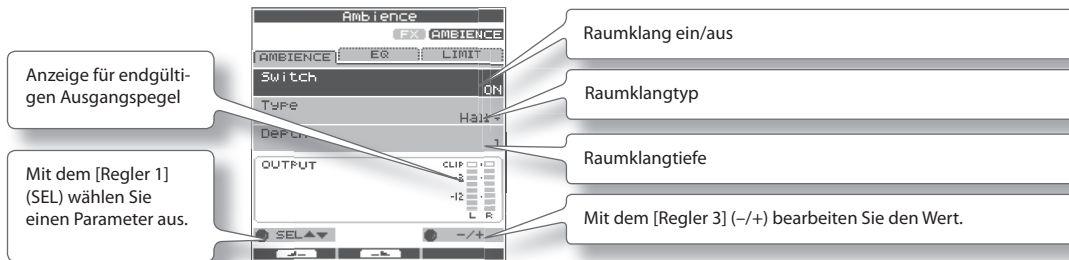 Ambience
FX AMBIENCE
AMBIENCE EQ LIMIT
Switch
ON
Type
Depth
OUTPUT
CLIP
-12
L R
SEL▲▼
-/+
Anzeige für endgülti-
gen Ausgangspegel
Mit dem [Regler 1]
(SEL) wählen Sie
einen Parameter aus.
Raumklang ein/aus
Raumklangtyp
Raumklangtiefe
Mit dem [Regler 3] (–/+) bearbeiten Sie den Wert.